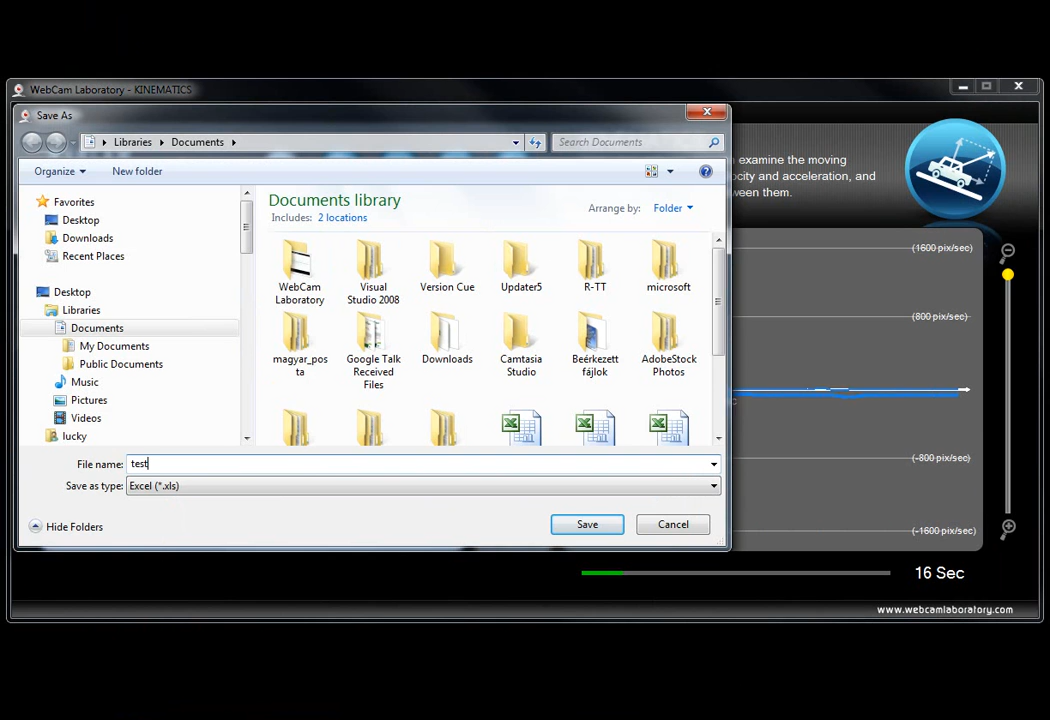 WebCam Laboratory - KINEMATICS
Save As
Libraries
Documents
Search Documents
Organize
New folder
examine the moving
ocity and acceleration, and
ween them.
Favorites
Desktop
Downloads
Recent Places
Desktop
Libraries
Documents
My Documents
Public Documents
Music
Pictures
Videos
lucky
Documents library
Includes: 2 locations
Arrange by: Folder
WebCam
Laboratory
Visual
Studio 2008
Version Cue
Updater5
R-TT
microsoft
magyar_pos
ta
Google Talk
Received
Files
Downloads
Camtasia
Studio
Beérkezett
fájlok
AdobeStock
Photos
File name: test
Save as type: Excel (*.xls)
Hide Folders
Save
Cancel
(1600 pix/sec)
(800 pix/sec)
(-800 pix/sec)
(-1600 pix/sec)
16 Sec
www.webcamlaboratory.com